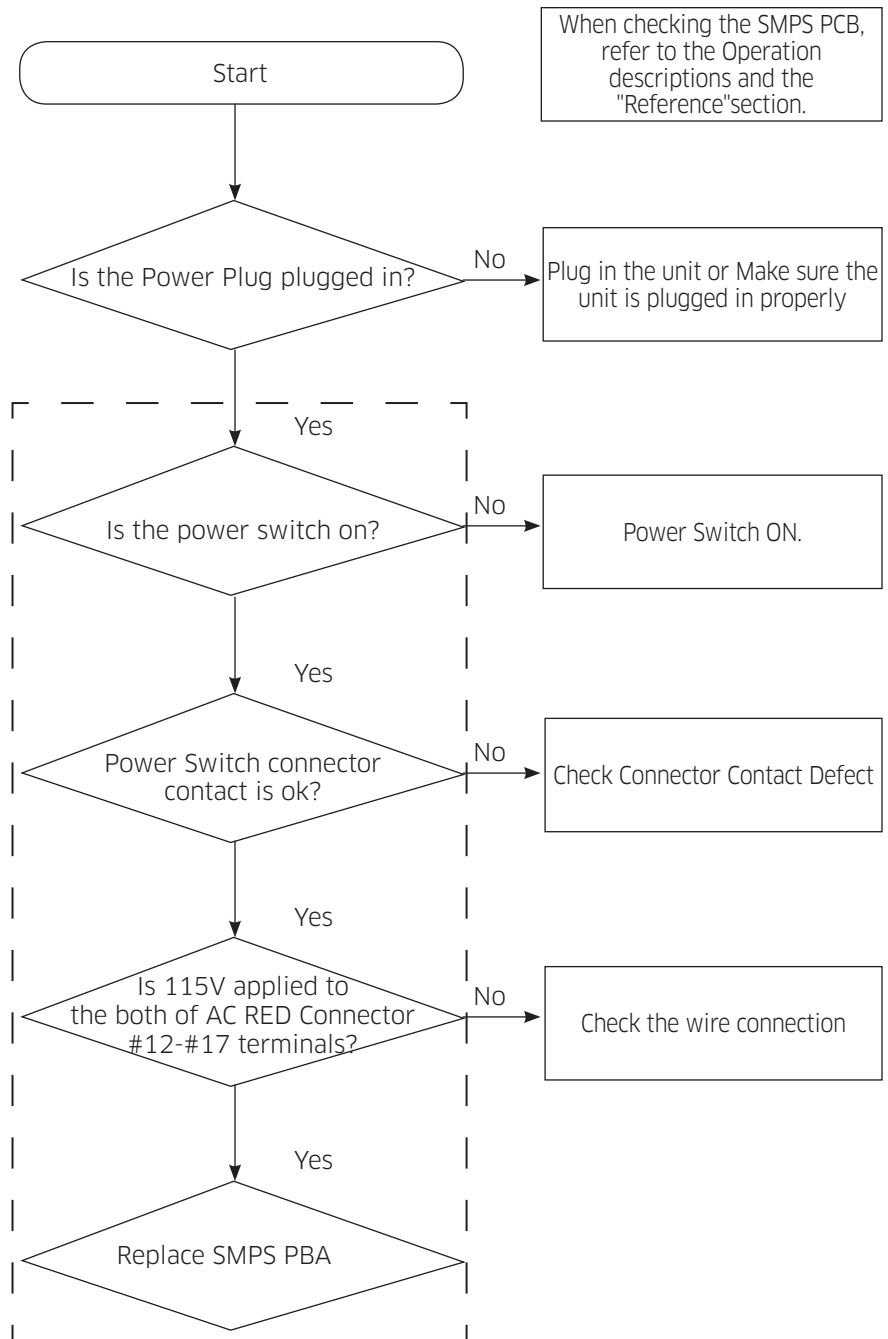 Start
When checking the SMPS PCB,
refer to the Operation
descriptions and the
"Reference"section.
Is the Power Plug plugged in?
No
Plug in the unit or Make sure the
unit is plugged in properly
Yes
Is the power switch on?
No
Power Switch ON.
Yes
Power Switch connector
contact is ok?
No
Check Connector Contact Defect
Yes
Is 115V applied to
the both of AC RED Connector
#12-#17 terminals?
No
Check the wire connection
Yes
Replace SMPS PBA